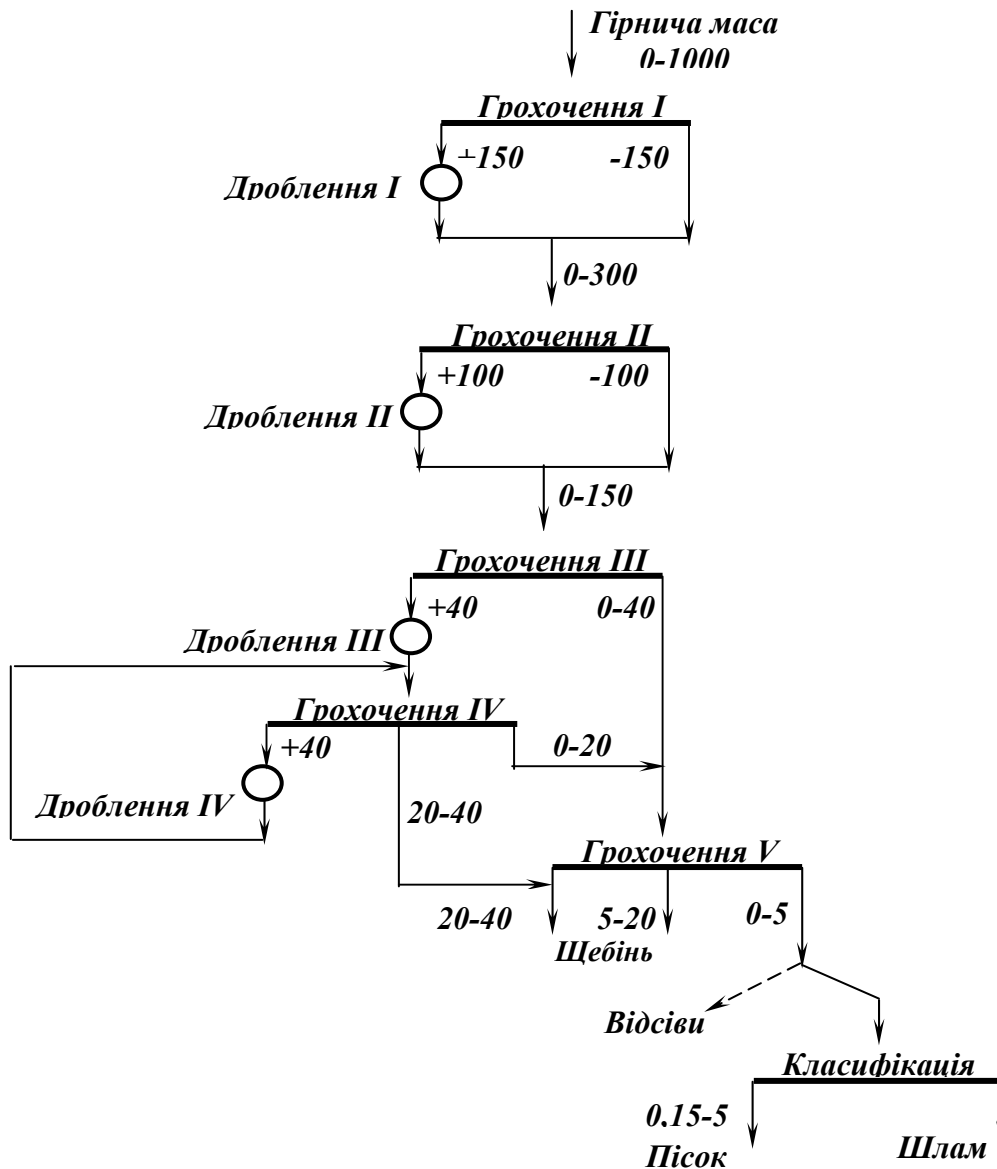 Гірнича маса
0-1000
Грохочення I
+150 -150
Дроблення I
0-300
Грохочення II
+100 -100
Дроблення II
0-150
Грохочення III
+40 0-40
Дроблення III
Грохочення IV
+40 0-20
Дроблення IV 20-40
Грохочення V
20-40 5-20 0-5
Щебінь
Відсіви
Класифікація
0,15-5
Пісок Шлам